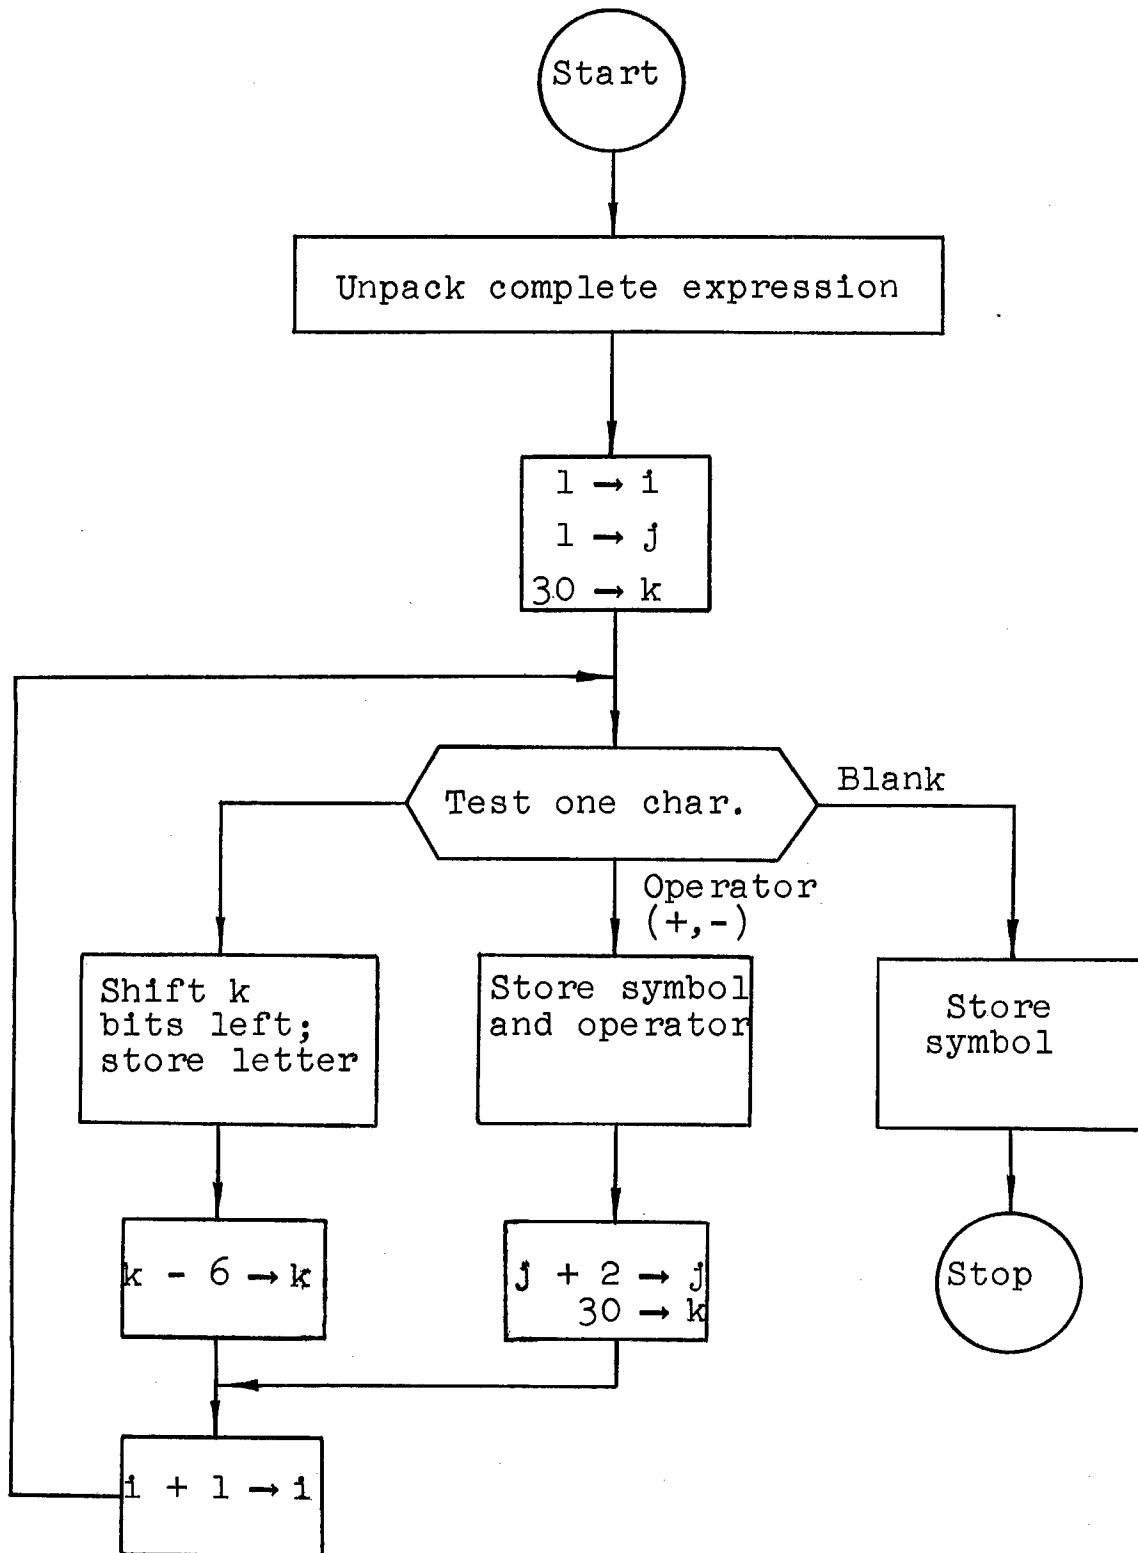 Start
Unpack complete expression
1 → i
1 → j
30 → k
Test one char.
Blank
Operator
(+,-)
Shift k
bits left;
store letter
Store symbol
and operator
Store
symbol
k - 6 → k
j + 2 → j
30 → k
Stop
i + 1 → i